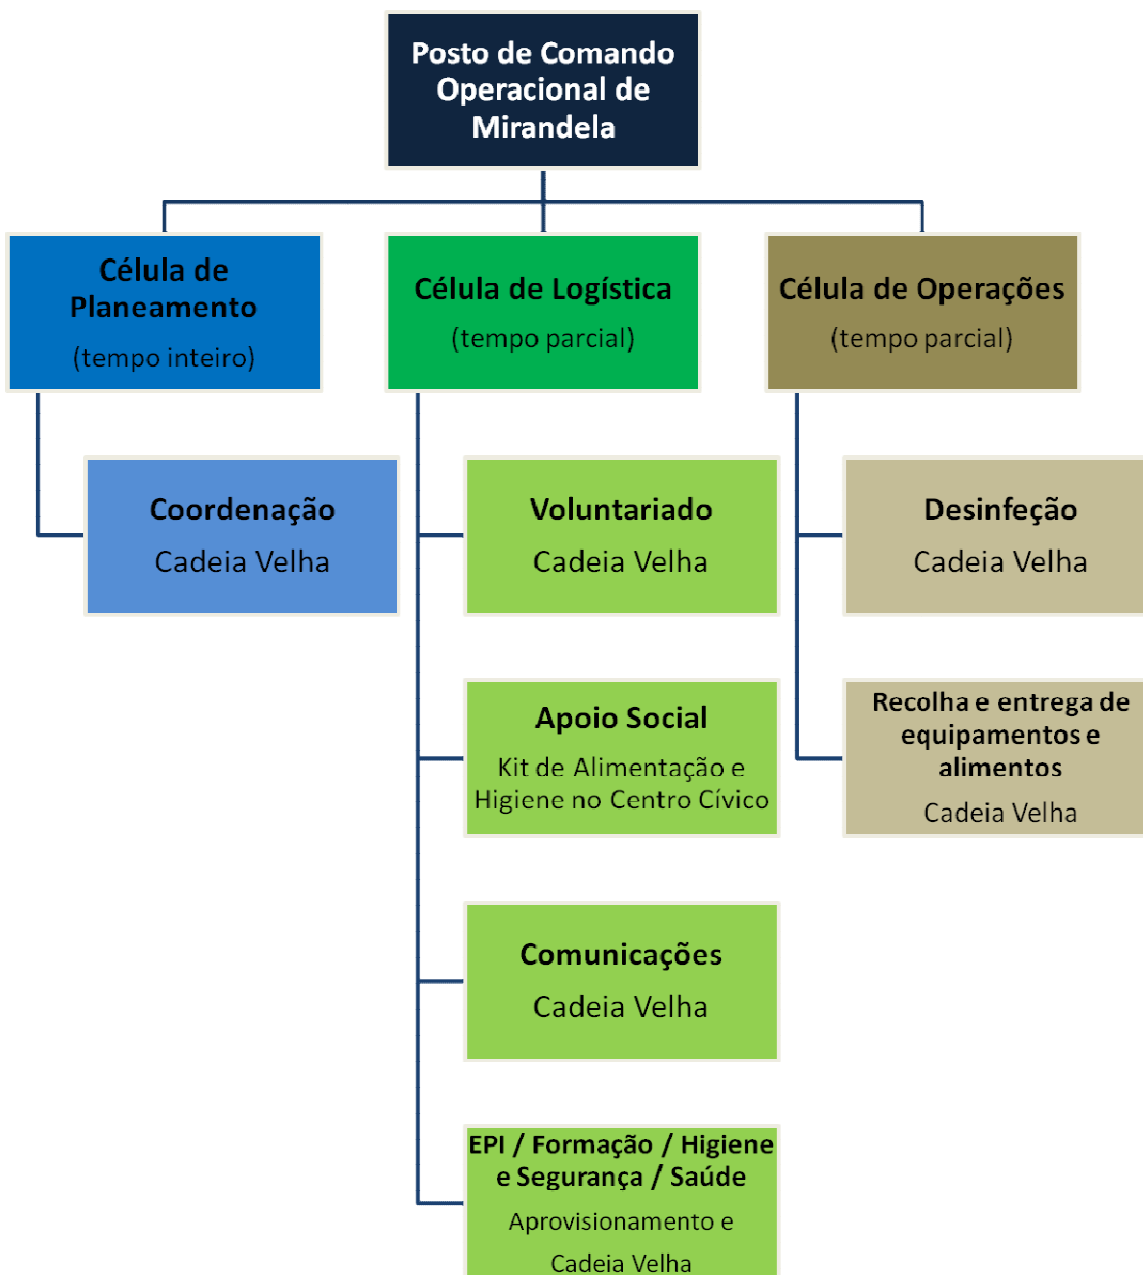 Posto de Comando
Operacional de
Mirandela
Célula de
Planeamento
(tempo inteiro)
Célula de Logística
(tempo parcial)
Célula de Operações
(tempo parcial)
Coordenação
Cadeia Velha
Voluntariado
Cadeia Velha
Desinfeção
Cadeia Velha
Apoio Social
Kit de Alimentação e
Higiene no Centro Cívico
Recolha e entrega de
equipamentos e
alimentos
Cadeia Velha
Comunicações
Cadeia Velha
EPI / Formação / Higiene
e Segurança / Saúde
Aprovisionamento e
Cadeia Velha